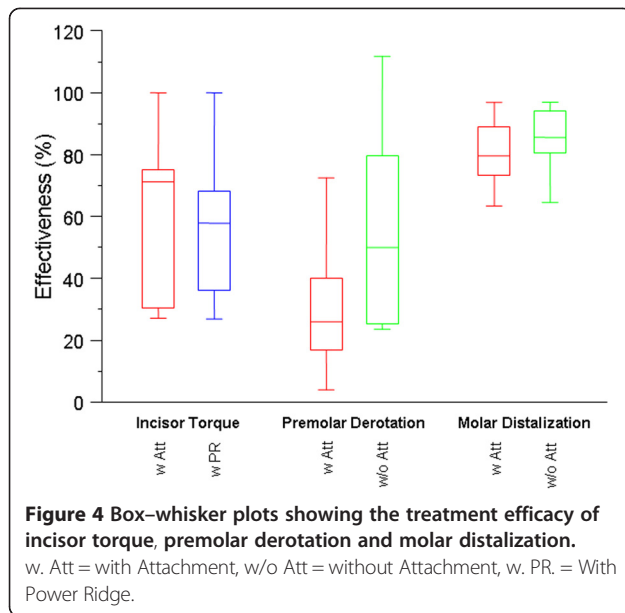 120
100
80
60
40
20
0
Effectiveness (%)
Incisor Torque Premolar Derotation Molar Distalization
w Att w PR w Att w/o Att w Att w/o Att
Figure 4 Box–whisker plots showing the treatment efficacy of
incisor torque, premolar derotation and molar distalization.
w. Att = with Attachment, w/o Att = without Attachment, w. PR. = With
Power Ridge.